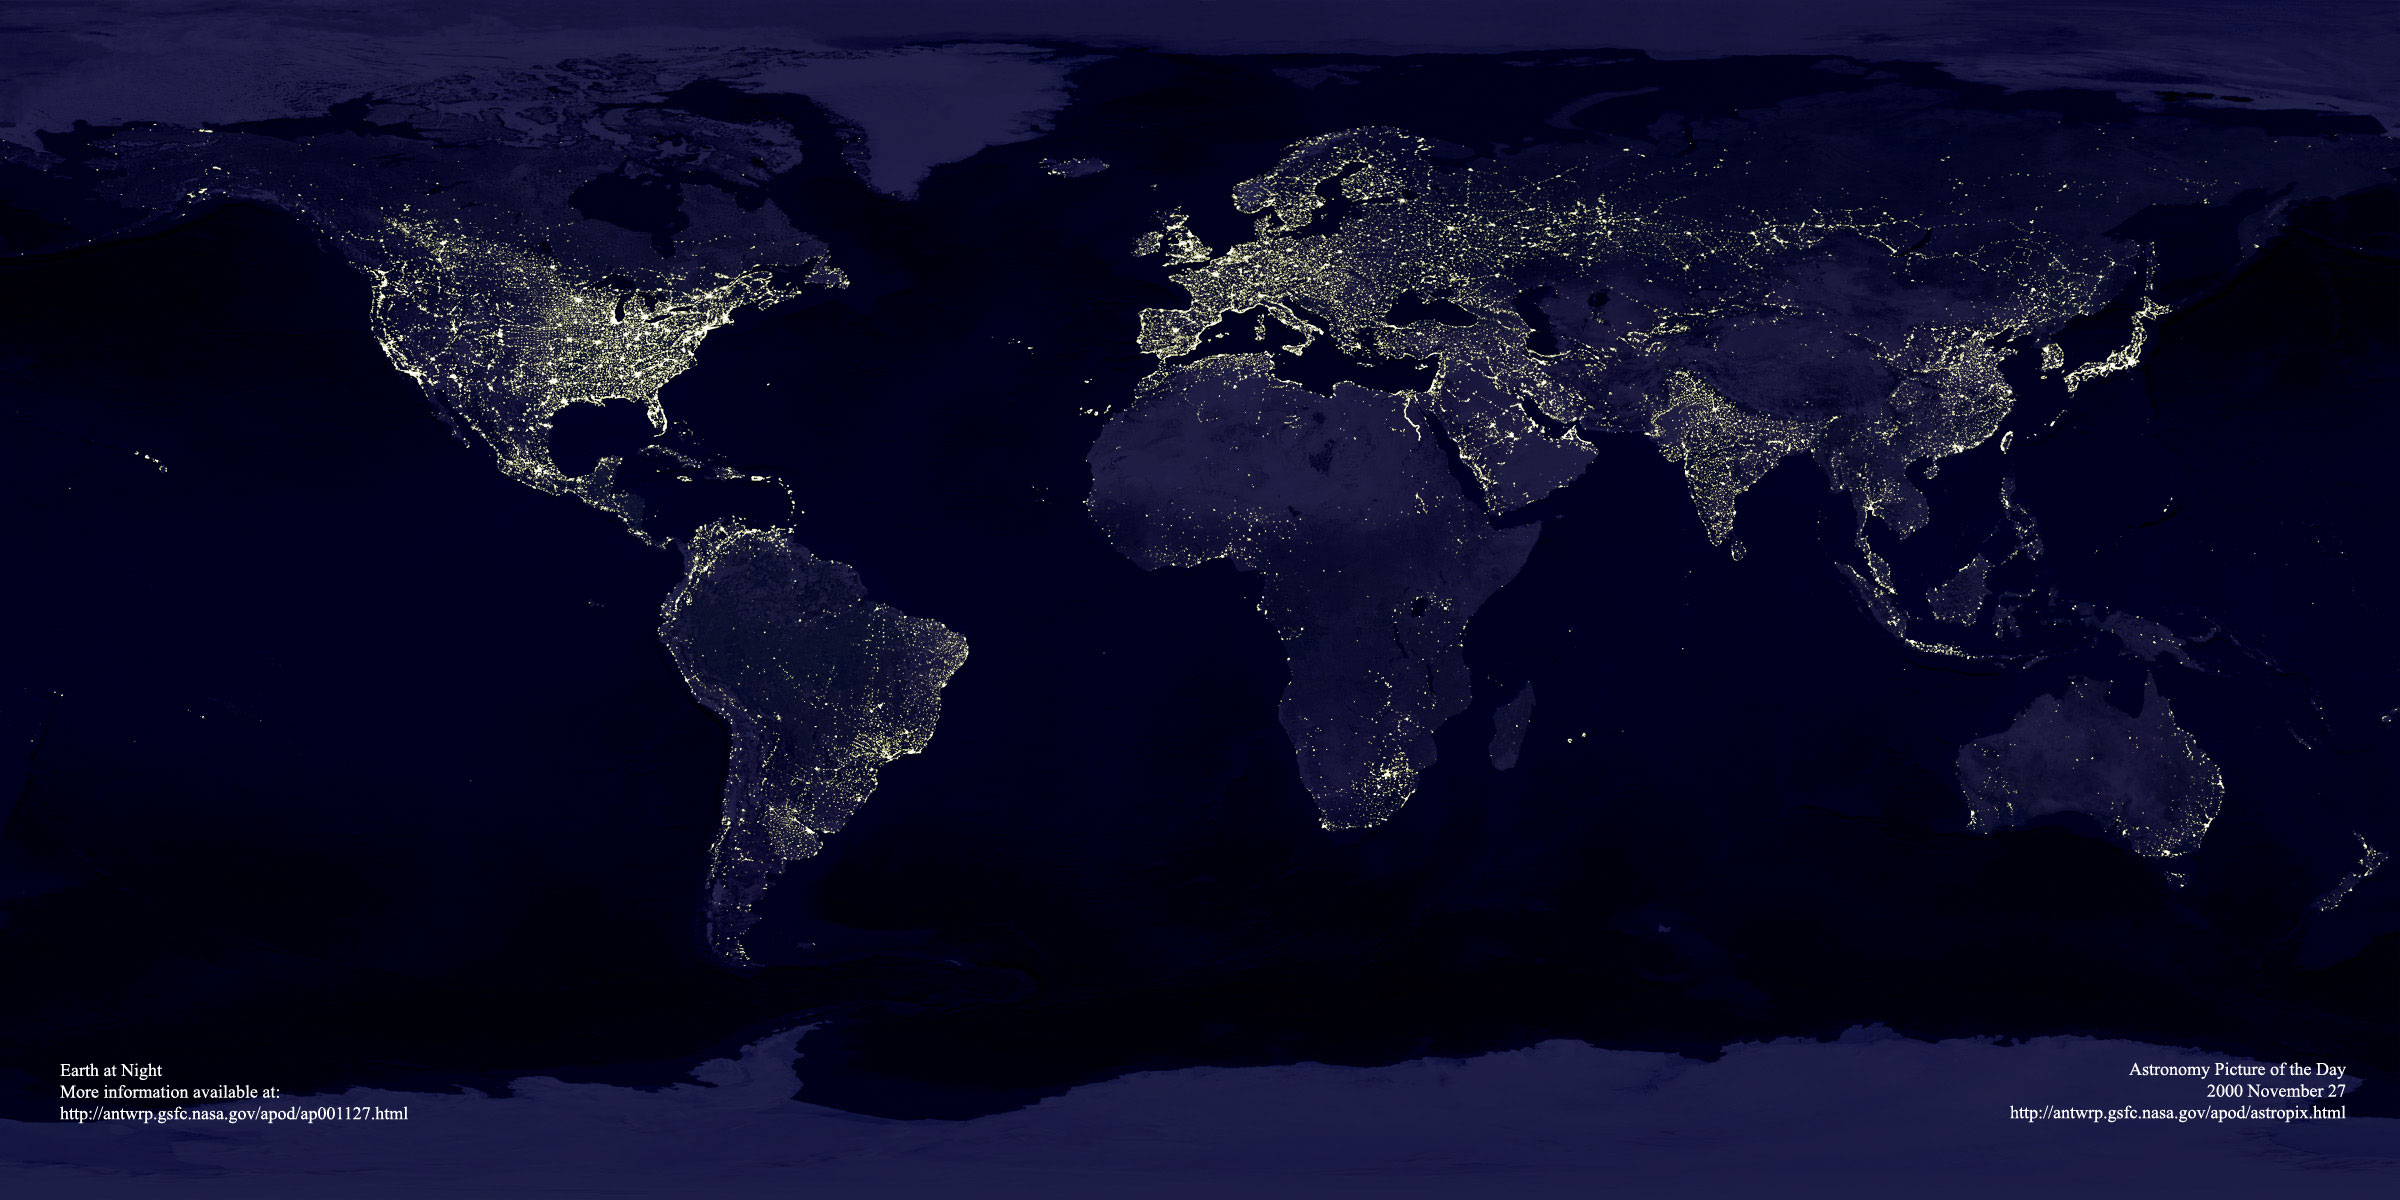 Earth at Night
More information available at:
http://antwrp.gsfc.nasa.gov/apod/ap001127.html
Astronomy Picture of the Day
2000 November 27
http://antwrp.gsfc.nasa.gov/apod/astropix.html